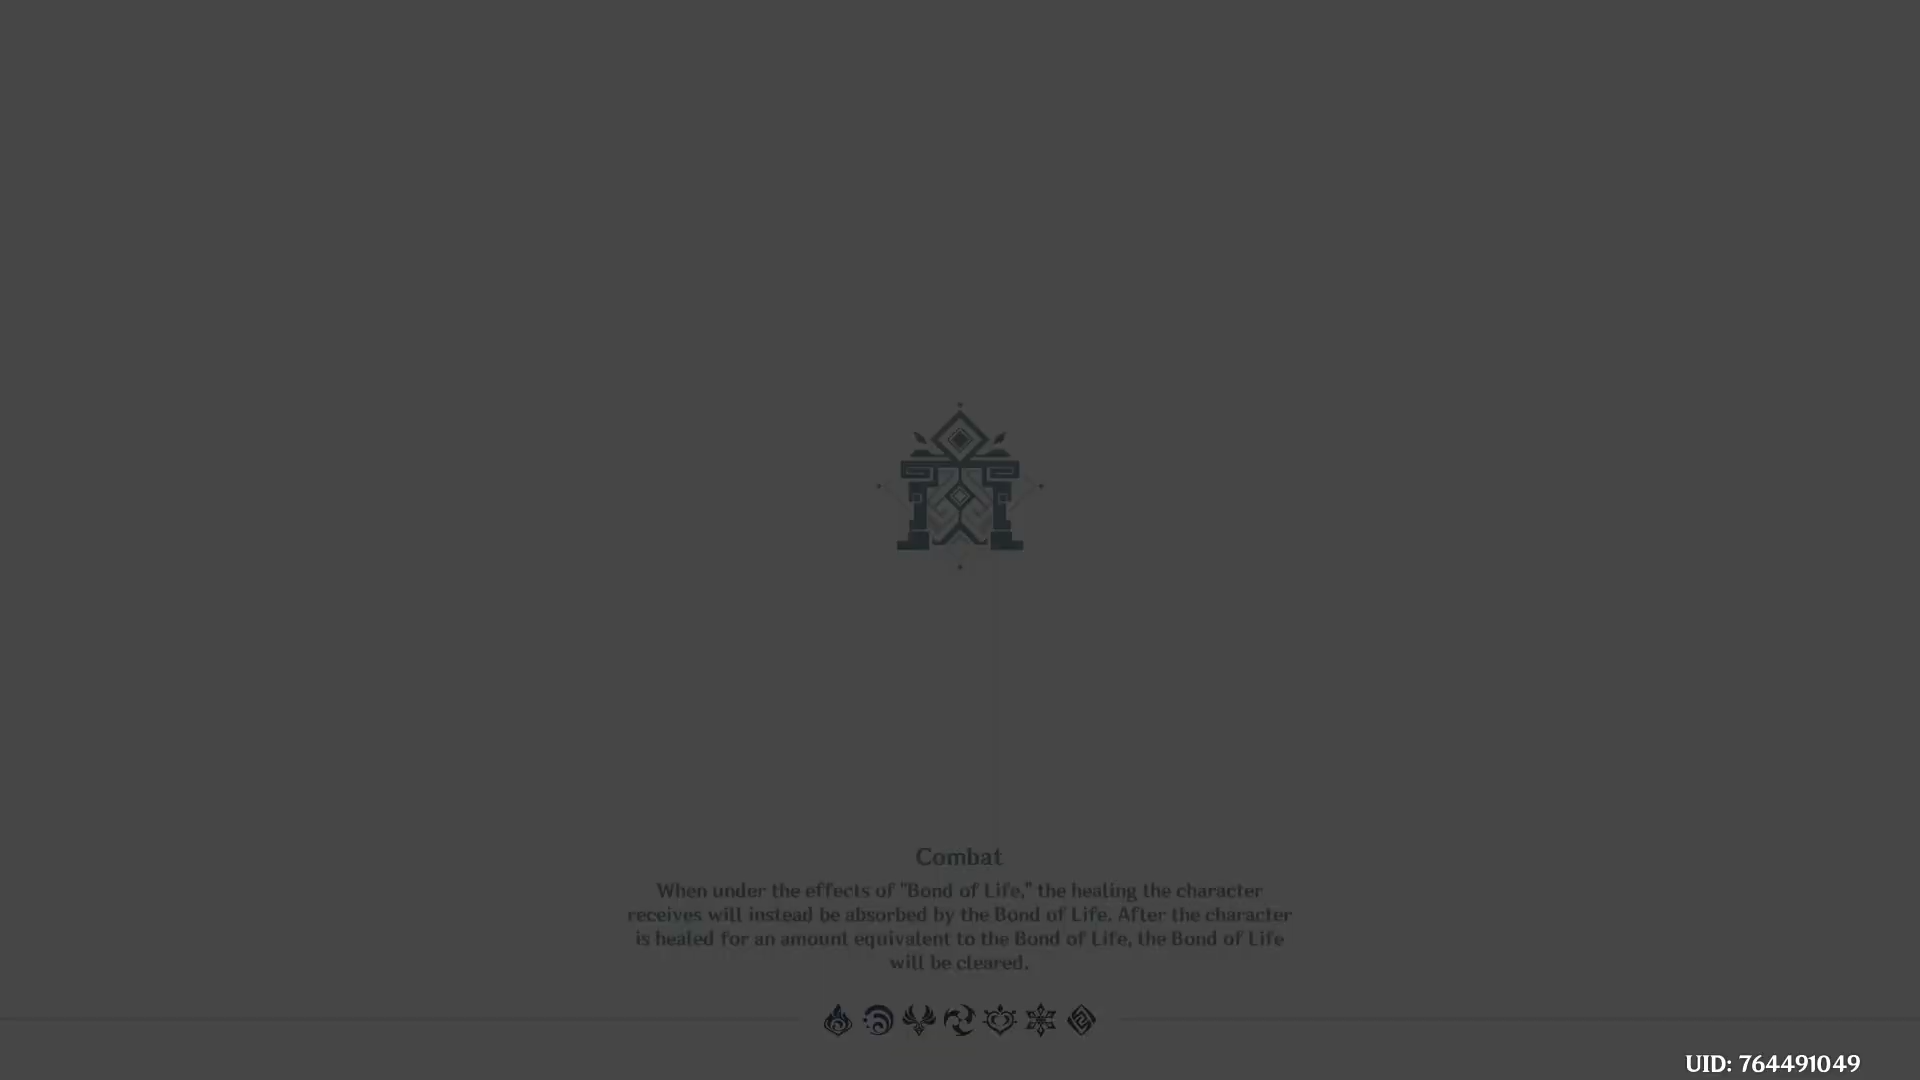 Combat
When under the effects of "Bond of Life," the healing the character
receives will instead be absorbed by the Bond of Life. After the character
is healed for an amount equivalent to the Bond of Life, the Bond of Life
will be cleared.
UID: 764491049